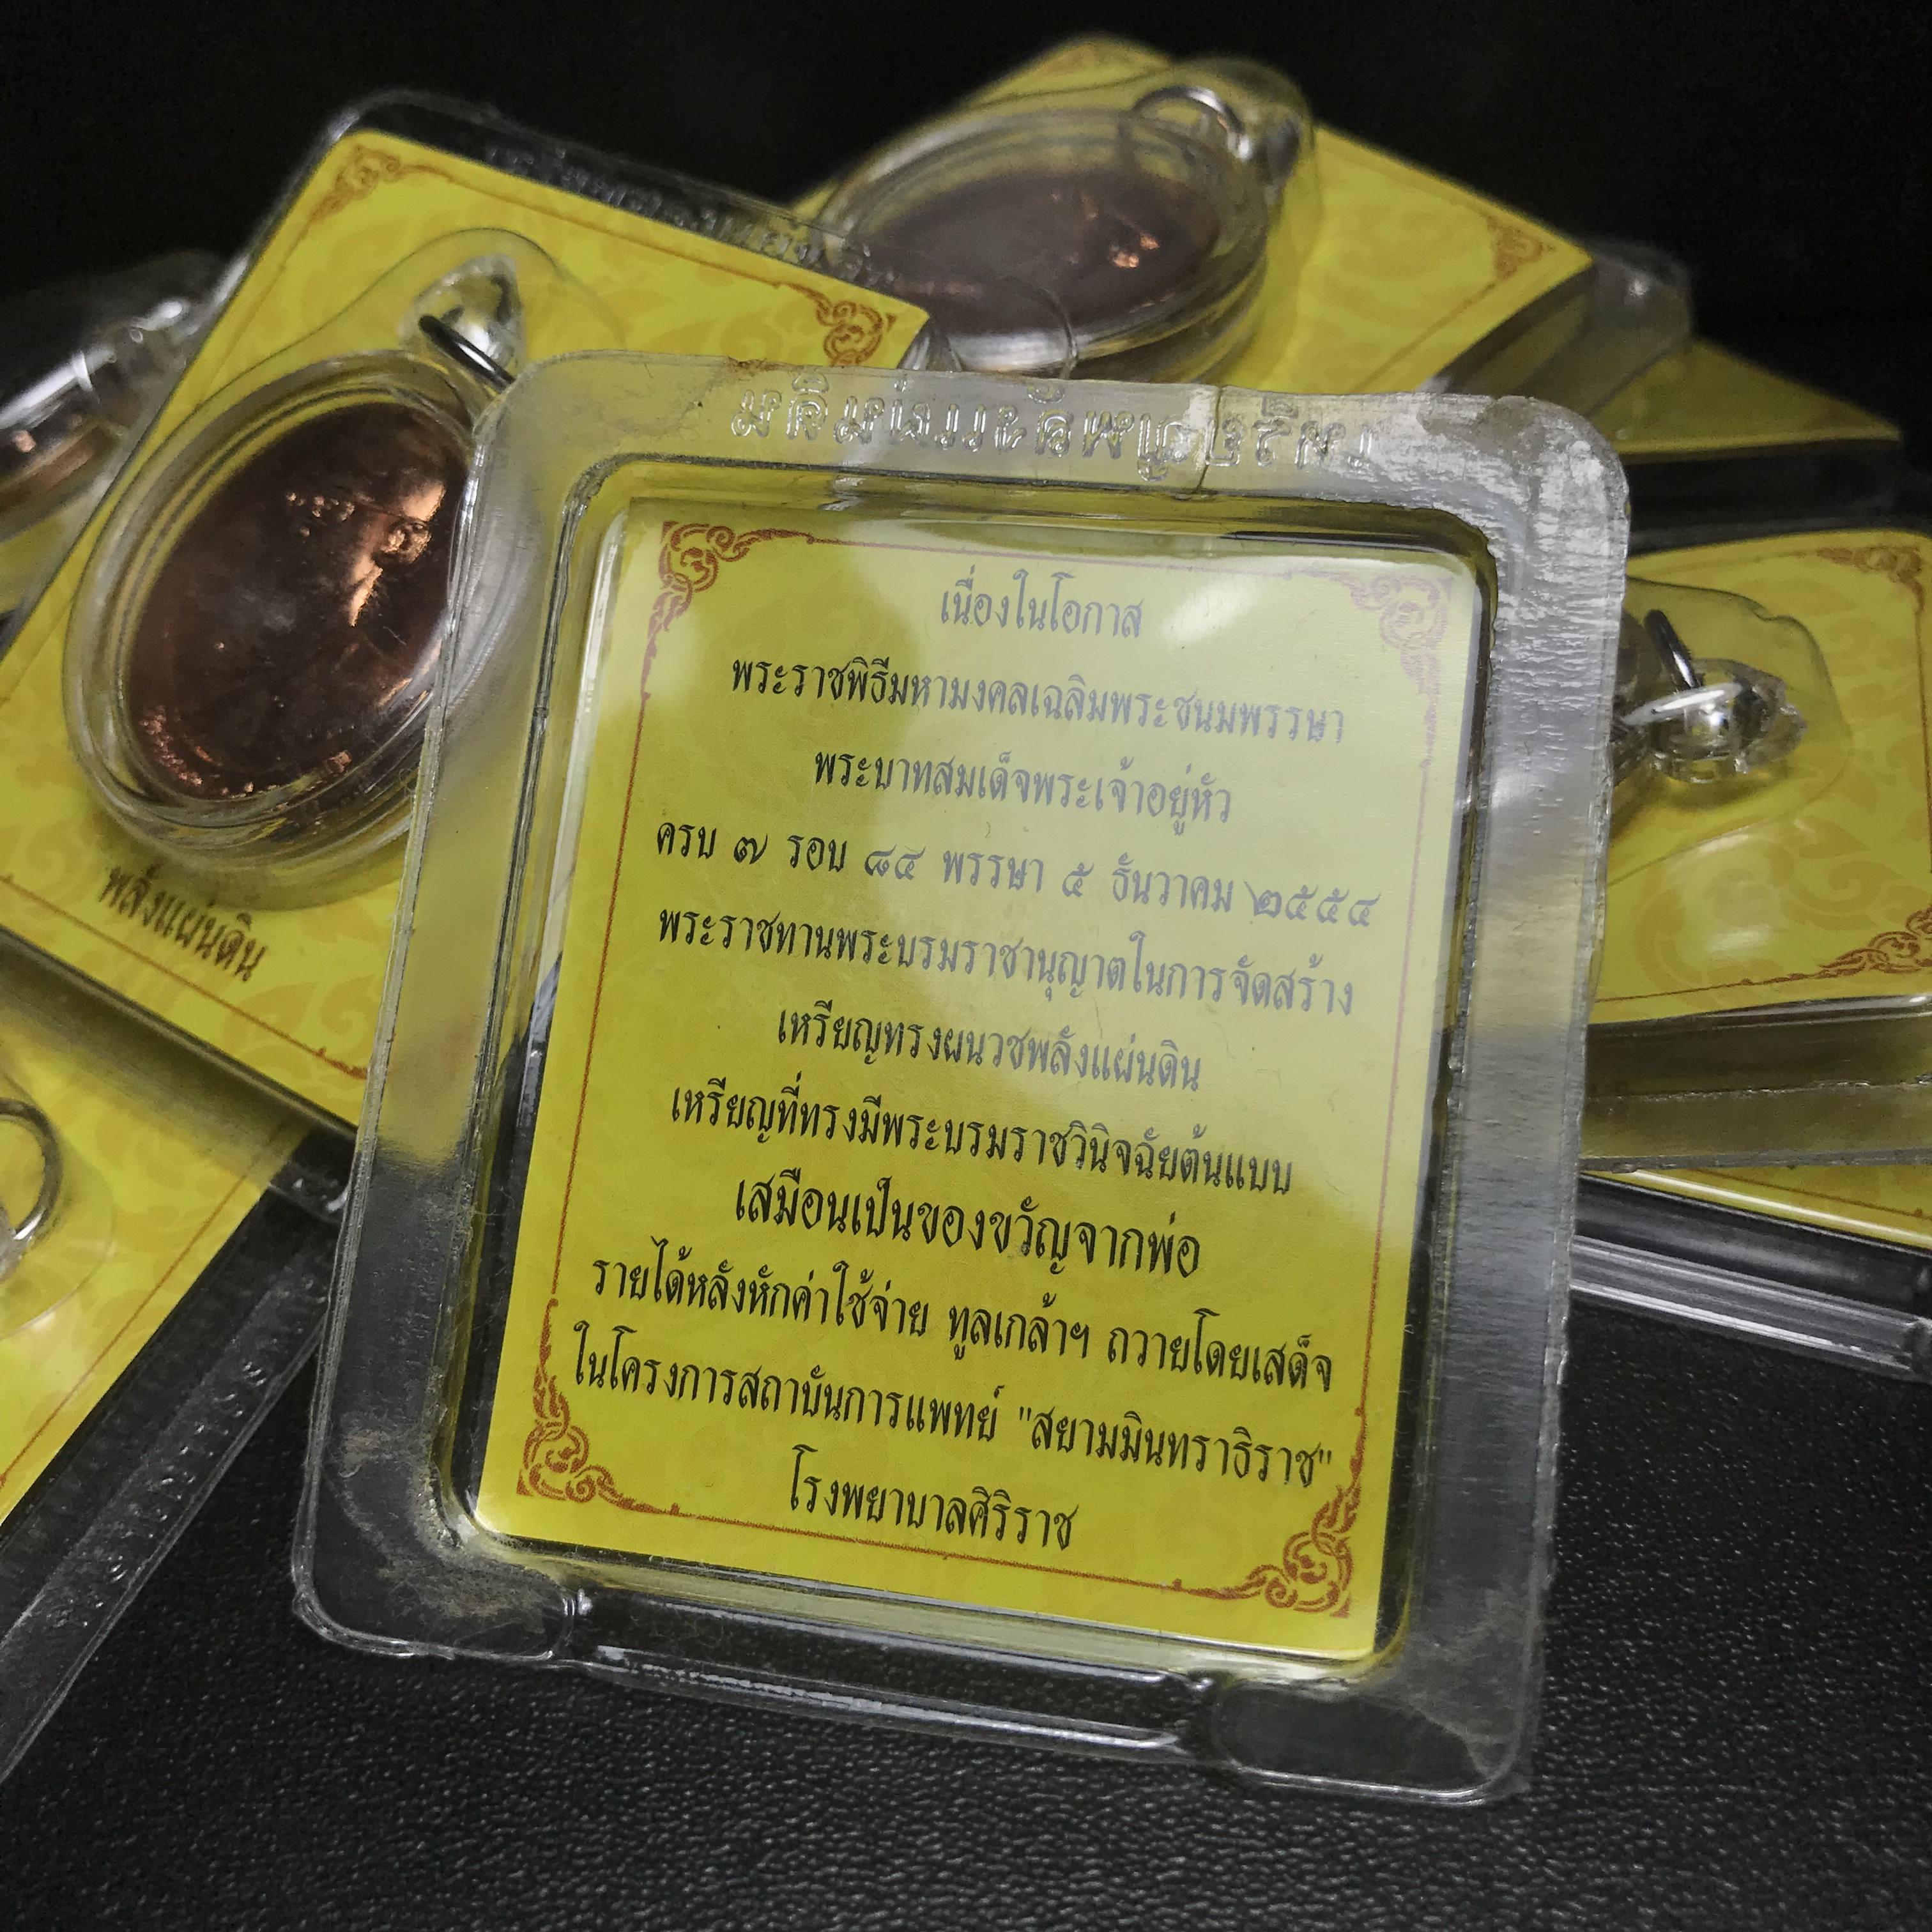 เนื่องในโอกาส
พระราชพิธีมหามงคลเฉลิมพระชนมพรรษา
พระบาทสมเด็จพระเจ้าอยู่หัว
ครบ ๗ รอบ ๘๔ พรรษา ๕ ธันวาคม ๒๕๕๔
พระราชทานพระบรมราชานุญาตในการจัดสร้าง
เหรียญทรงผนวชพลังแผ่นดิน
เหรียญที่ทรงมีพระบรมราชวินิจฉัยต้นแบบ
เสมือนเป็นของขวัญจากพ่อ
รายได้หลังหักค่าใช้จ่าย ทูลเกล้าฯ ถวายโดยเสด็จ
ในโครงการสถาบันการแพทย์ "สยามมินทราธิราช"
โรงพยาบาลศิริราช
พลังแผ่นดิน